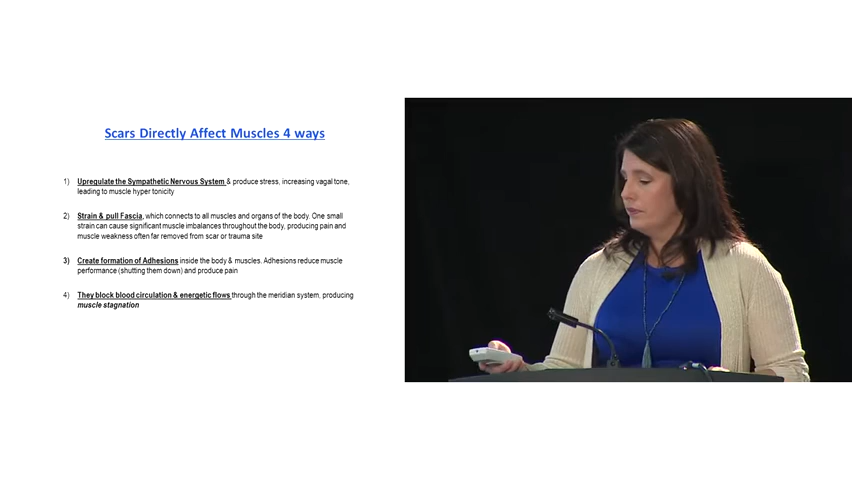 Scars Directly Affect Muscles 4 ways
1) Upregulate the Sympathetic Nervous System & produce stress, increasing vagal tone,
leading to muscle hyper tonicity
2) Strain & pull Fascia, which connects to all muscles and organs of the body. One small
strain can cause significant muscle imbalances throughout the body, producing pain and
muscle weakness often far removed from scar or trauma site
3) Create formation of Adhesions inside the body & muscles. Adhesions reduce muscle
performance (shutting them down) and produce pain
4) They block blood circulation & energetic flows through the meridian system, producing
muscle stagnation